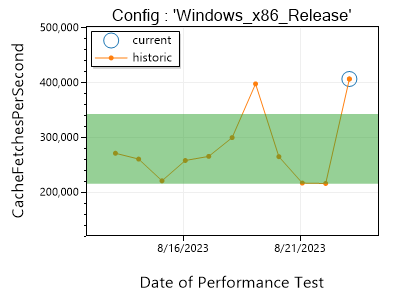 Config : 'Windows_x86_Release'
current
historic
500,000
400,000
300,000
200,000
CacheFetchesPerSecond
8/16/2023
8/21/2023
Date of Performance Test